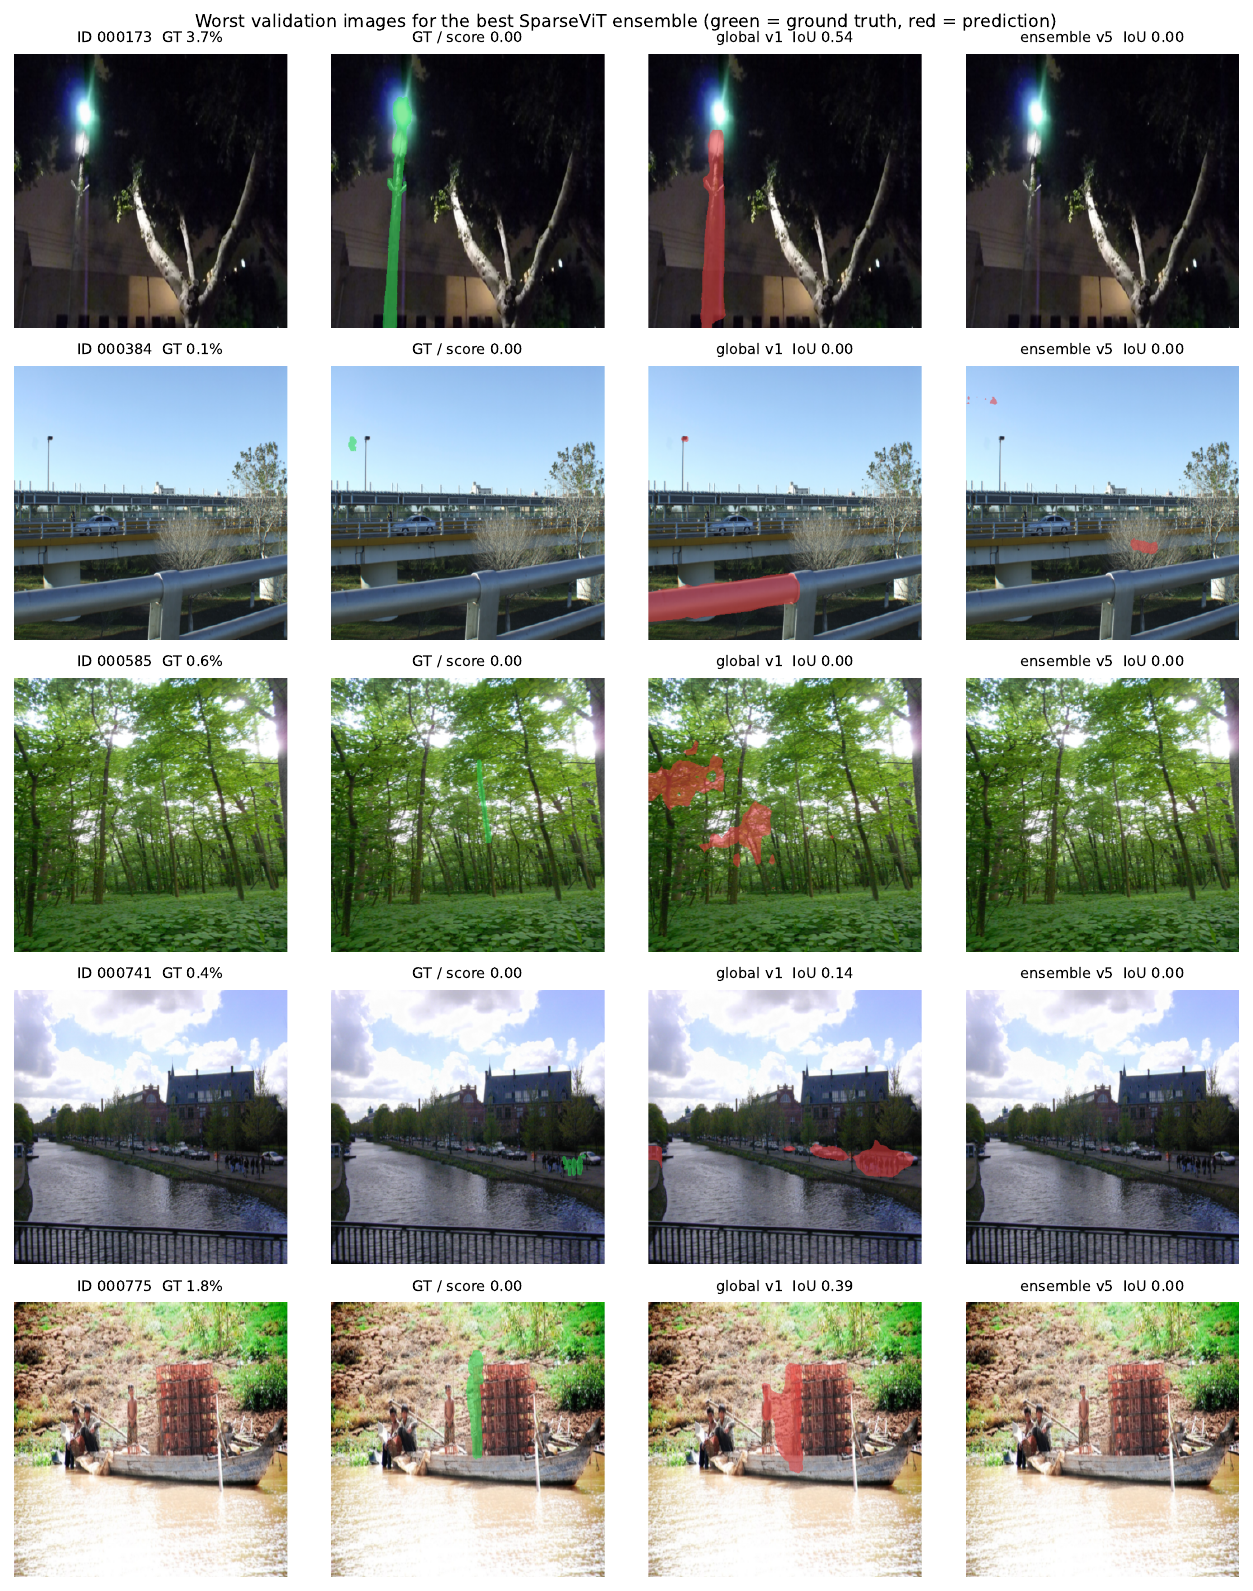 Worst validation images for the best SparseViT ensemble (green = ground truth, red = prediction)
ID 000173  GT 3.7%
GT / score 0.00
global v1  IoU 0.54
ensemble v5  IoU 0.00
ID 000384  GT 0.1%
GT / score 0.00
global v1  IoU 0.00
ensemble v5  IoU 0.00
ID 000585  GT 0.6%
GT / score 0.00
global v1  IoU 0.00
ensemble v5  IoU 0.00
ID 000741  GT 0.4%
GT / score 0.00
global v1  IoU 0.14
ensemble v5  IoU 0.00
ID 000775  GT 1.8%
GT / score 0.00
global v1  IoU 0.39
ensemble v5  IoU 0.00